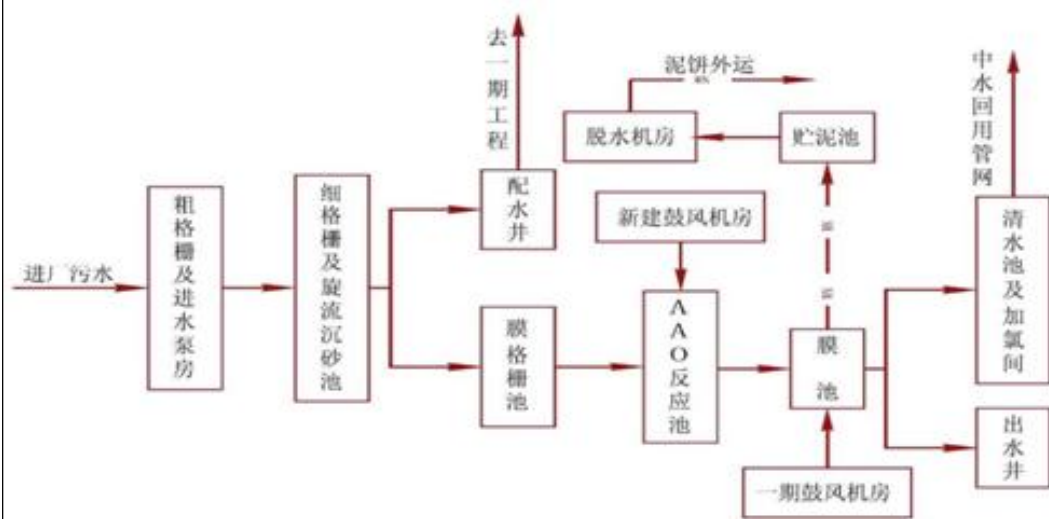 去一期工程
泥饼外运
中水回用管网
脱水机房
贮泥池
配水井
细格栅及旋流沉砂池
粗格栅及进水泵房
新建鼓风机房
清水池及加氯间
进厂污水
AAO反应池
膜格栅池
膜池
出水井
一期鼓风机房